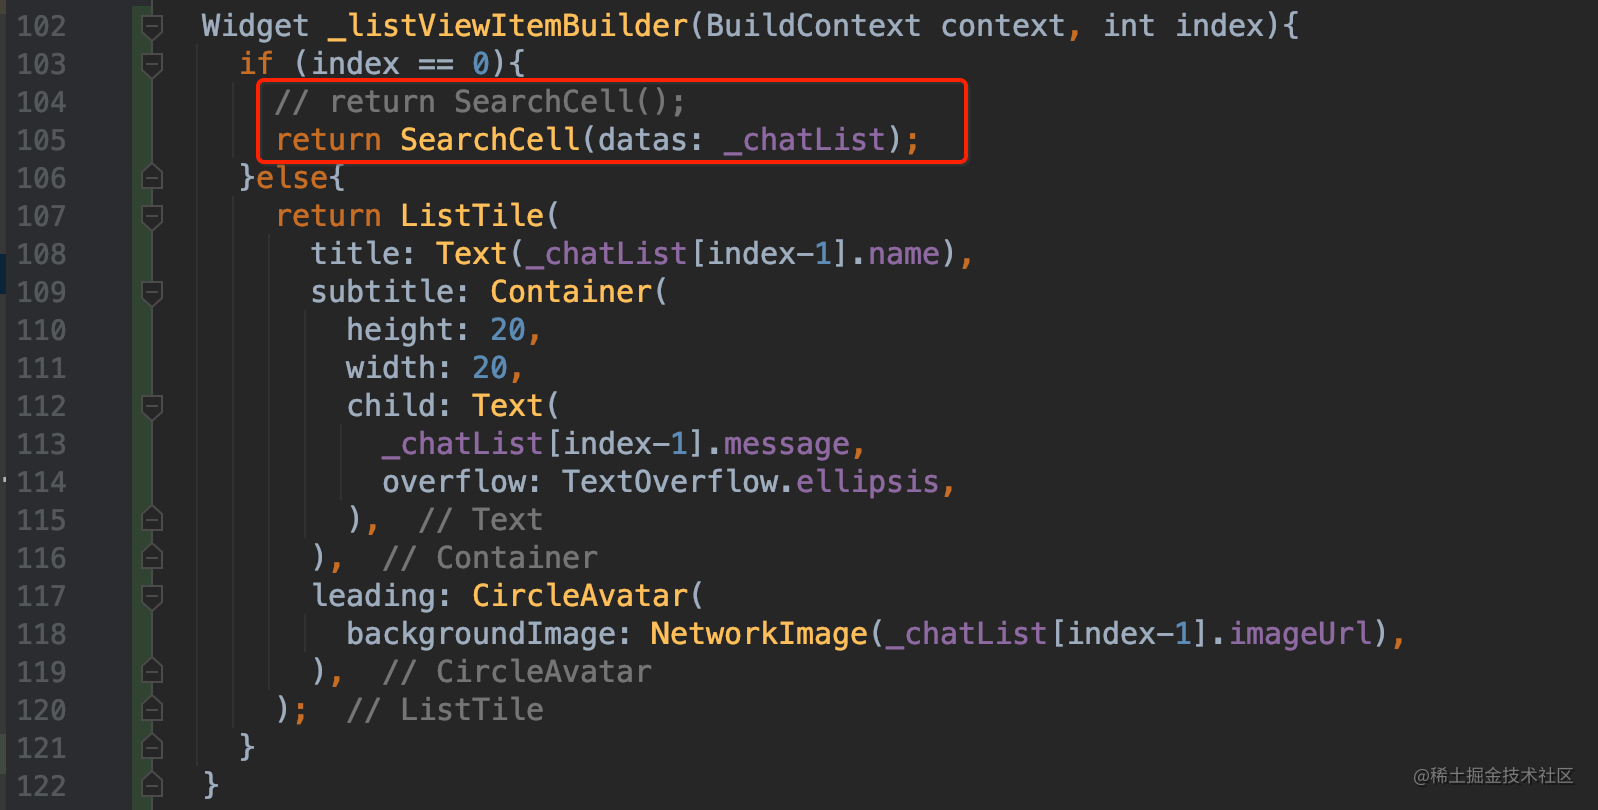 102 Widget _listViewItemBuilder(BuildContext context, int index){
103 if (index == 0){
104 // return SearchCell();
105 return SearchCell(datas: _chatList);
106 }else{
107 return ListTile(
108 title: Text(_chatList[index-1].name),
109 subtitle: Container(
110 height: 20,
111 width: 20,
112 child: Text(
113 _chatList[index-1].message,
114 overflow: TextOverflow.ellipsis,
115 ), // Text
116 ), // Container
117 leading: CircleAvatar(
118 backgroundImage: NetworkImage(_chatList[index-1].imageUrl),
119 ), // CircleAvatar
120 ); // ListTile
121 }
122 }
@稀土掘金技术社区